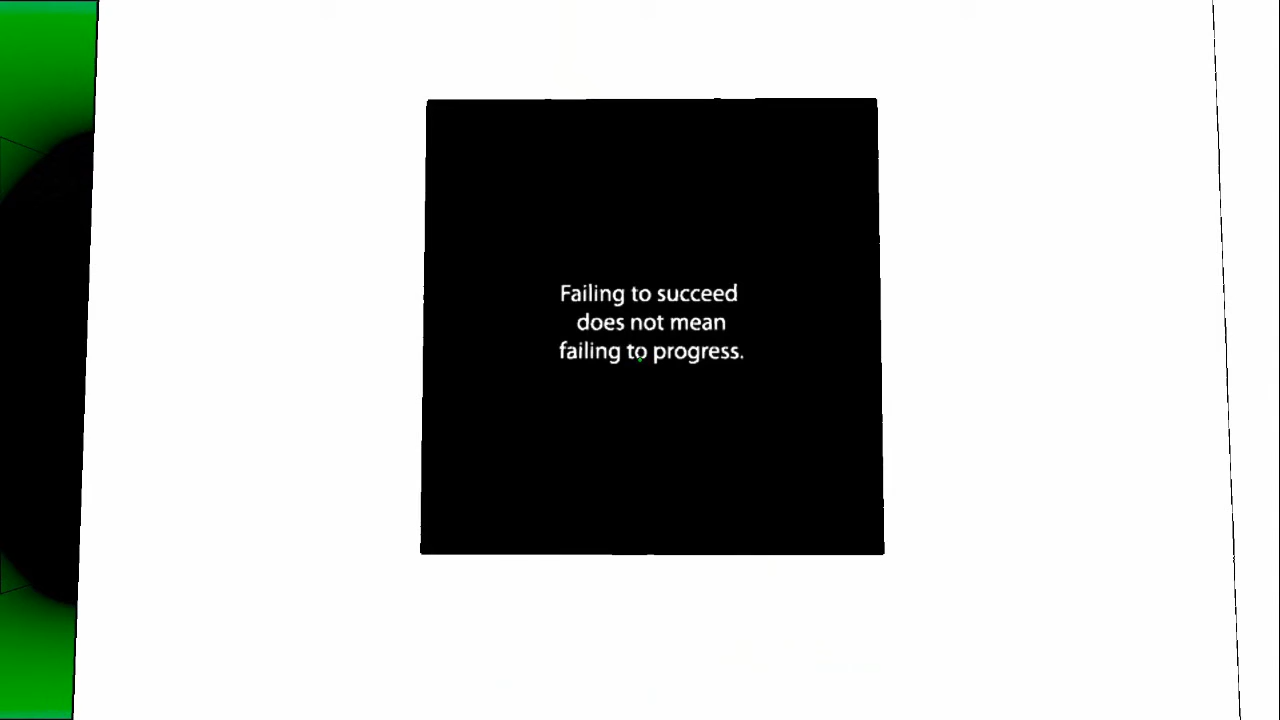 Failing to succeed
does not mean
failing to progress.